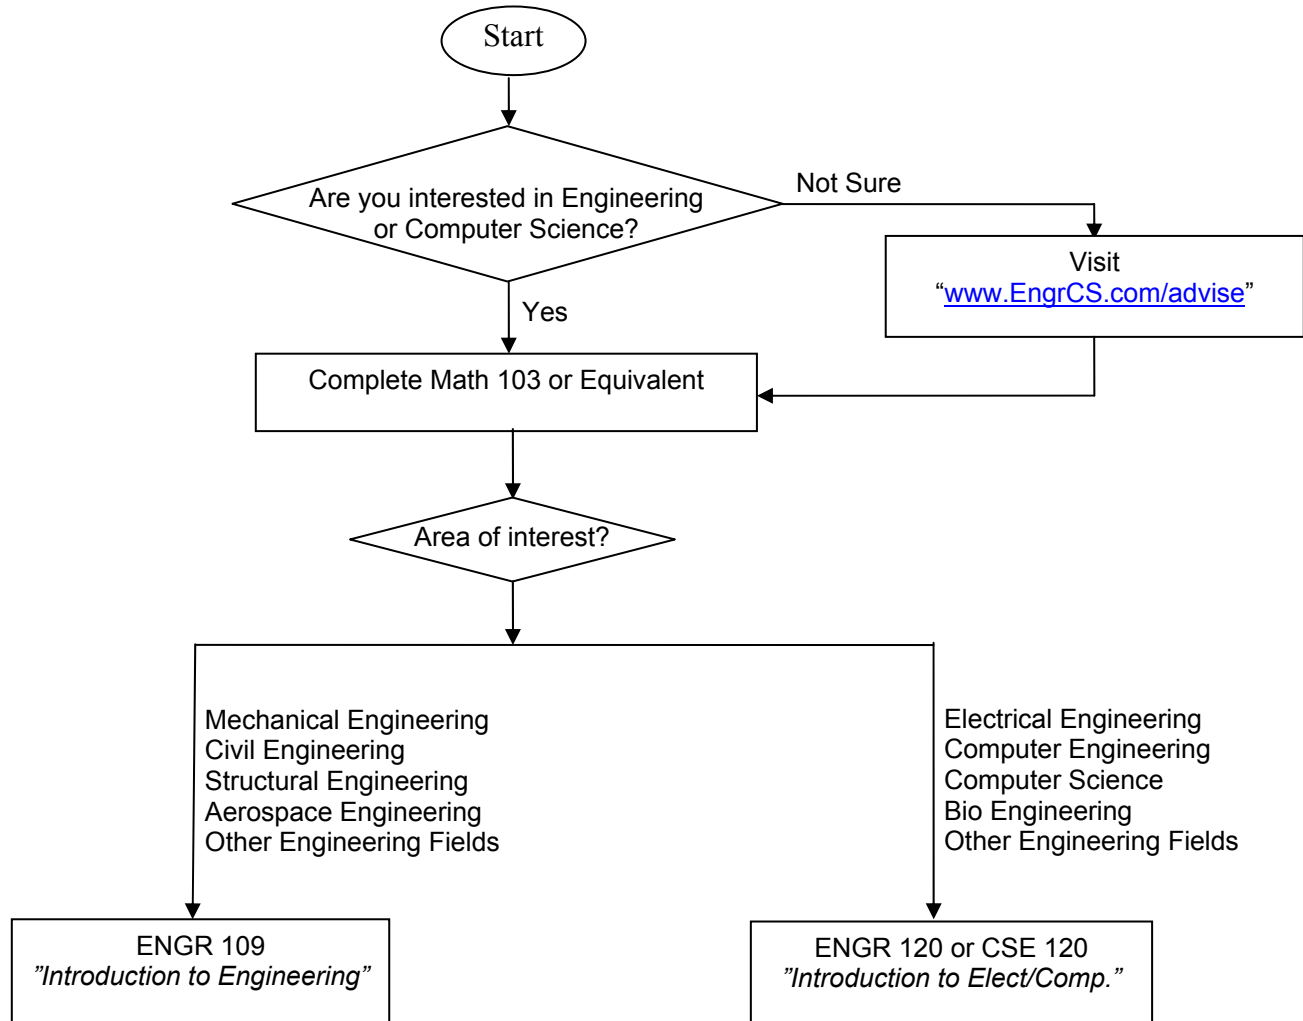 Start
Are you interested in Engineering
or Computer Science?
Not Sure
Visit
“www.EngrCS.com/advise”
Yes
Complete Math 103 or Equivalent
Area of interest?
Mechanical Engineering
Civil Engineering
Structural Engineering
Aerospace Engineering
Other Engineering Fields
Electrical Engineering
Computer Engineering
Computer Science
Bio Engineering
Other Engineering Fields
ENGR 109
”Introduction to Engineering”
ENGR 120 or CSE 120
”Introduction to Elect/Comp.”